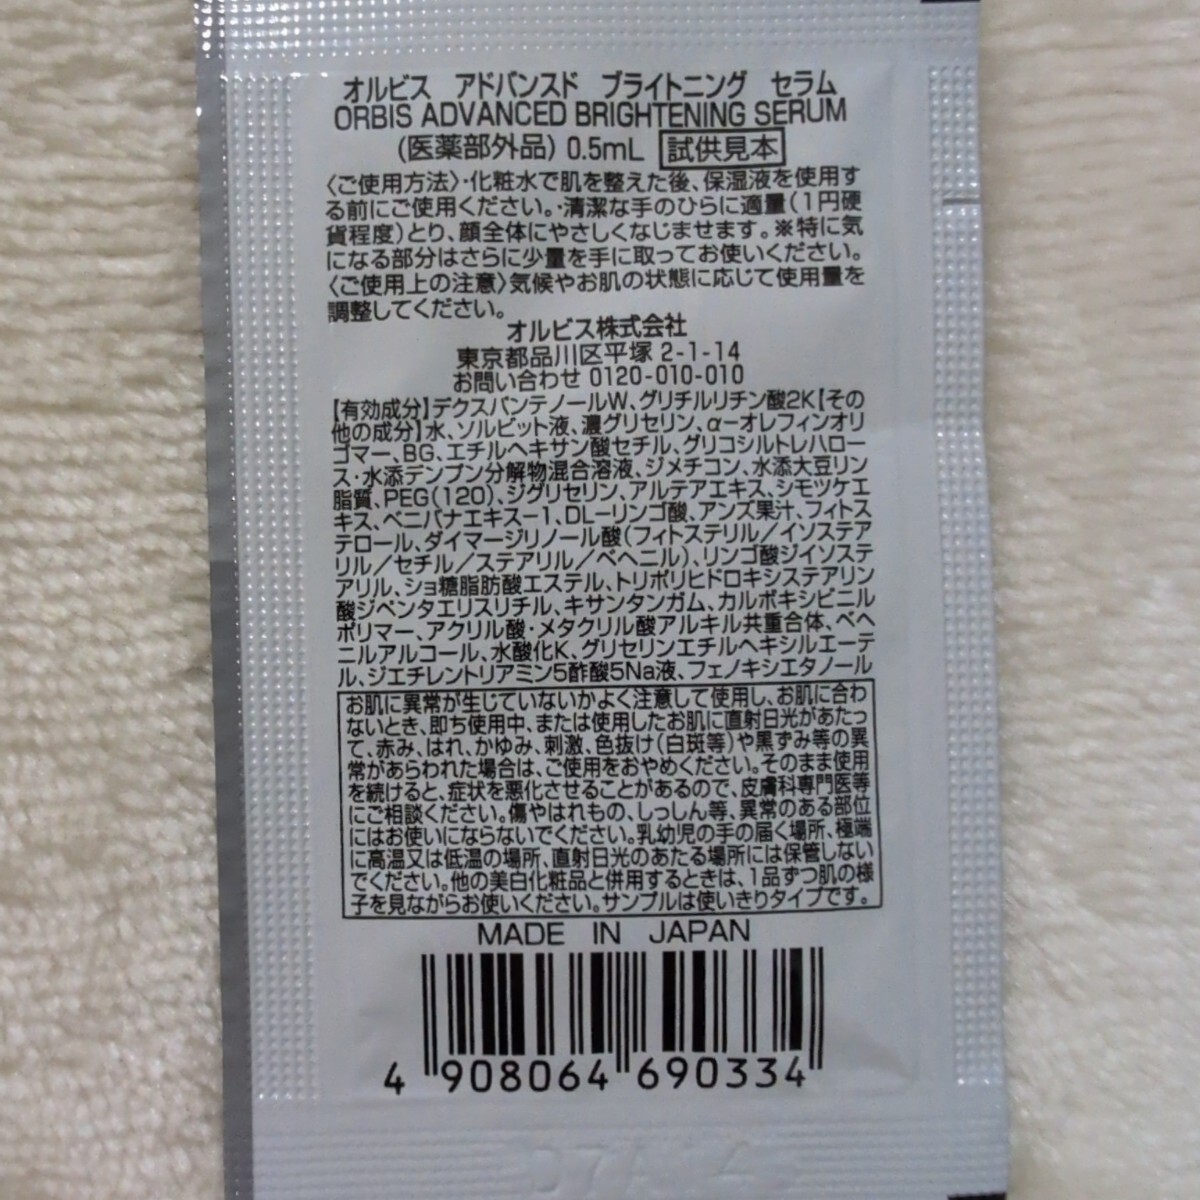 オルビス アドバンスド ブライトニング セラム
ORBIS ADVANCED BRIGHTENING SERUM
(医薬部外品) 0.5mL 試供見本
〈ご使用方法〉・化粧水で肌を整えた後、保湿液を使用す
る前にご使用ください。・清潔な手のひらに適量(1円硬
貨程度)とり、顔全体にやさしくなじませます。※特に気
になる部分はさらに少量を手に取ってお使いください。
〈ご使用上の注意〉気候やお肌の状態に応じて使用量を
調整してください。
オルビス株式会社
東京都品川区平塚 2-1-14
お問い合わせ 0120-010-010
【有効成分】デクスパンテノールW、グリチルリチン酸2K【その
他の成分】水、ソルビット液、濃グリセリン、α-オレフィンオリ
ゴマー、BG、エチルヘキサン酸セチル、グリコシルトレハロー
ス・水添デンプン分解物混合溶液、ジメチコン、水添大豆リン
脂質、PEG(120)、ジグリセリン、アルテアエキス、シモツケエ
キス、ベニバナエキス-1、DL-リンゴ酸、アンズ果汁、フィトス
テロール、ダイマージリノール酸(フィトステリル/イソステア
リル/セチル/ステアリル/ベヘニル)、リンゴ酸ジイソステ
アリル、ショ糖脂肪酸エステル、トリポリヒドロキシステアリン
酸ジペンタエリスリチル、キサンタンガム、カルボキシビニル
ポリマー、アクリル酸・メタクリル酸アルキル共重合体、ベヘ
ニルアルコール、水酸化K、グリセリンエチルヘキシルエーテ
ル、ジエチレントリアミン5酢酸5Na液、フェノキシエタノール
お肌に異常が生じていないかよく注意して使用し、お肌に合わ
ないとき、即ち使用中、または使用したお肌に直射日光があたっ
て、赤み、はれ、かゆみ、刺激、色抜け(白斑等)や黒ずみ等の異
常があらわれた場合は、ご使用をおやめください。そのまま使用
を続けると、症状を悪化させることがあるので、皮膚科専門医等
にご相談ください。傷やはれもの、しっしん等、異常のある部位
にはお使いにならないでください。乳幼児の手の届く場所、極端
に高温又は低温の場所、直射日光のあたる場所には保管しない
でください。他の美白化粧品と併用するときは、1品ずつ肌の様
子を見ながらお使いください。サンプルは使いきりタイプです。
MADE IN JAPAN
4 908064 690334